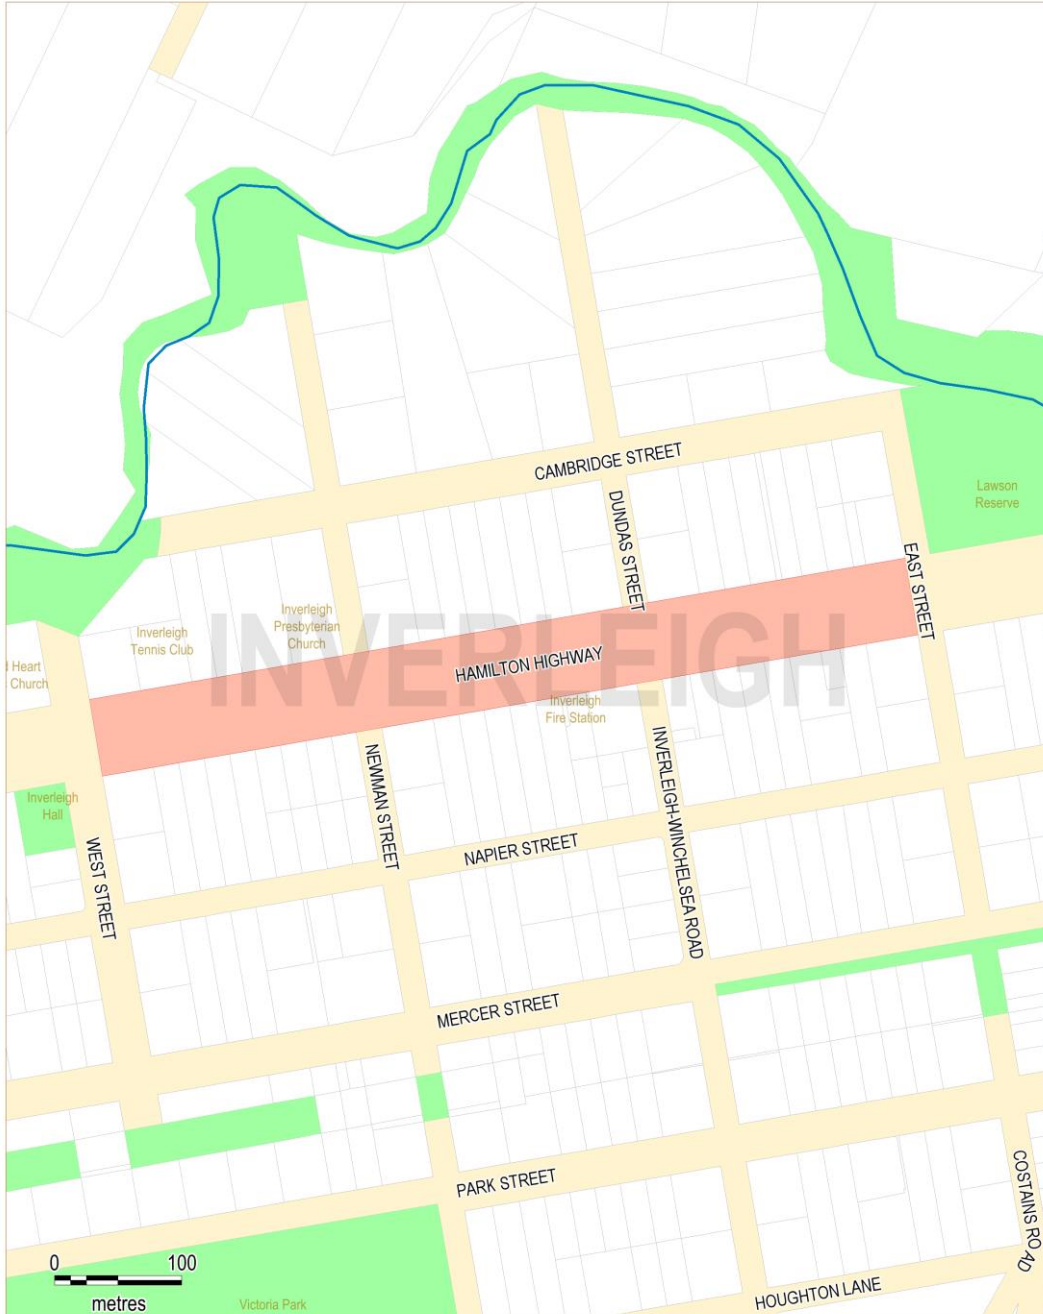 CAMBRIDGE STREET
Lawson
Reserve
DUNDAS STREET
EAST STREET
Inverleigh
Presbyterian
Church
Inverleigh
Tennis Club
INVERLEIGH
HAMILTON HIGHWAY
Heart
Church
Inverleigh
Fire Station
Inverleigh
Hall
NEWMAN STREET
INVERLEIGH-WINCHELSEA ROAD
WEST STREET
NAPIER STREET
MERCER STREET
PARK STREET
COSTAINS ROAD
0 100
metres
Victoria Park
HOUGHTON LANE